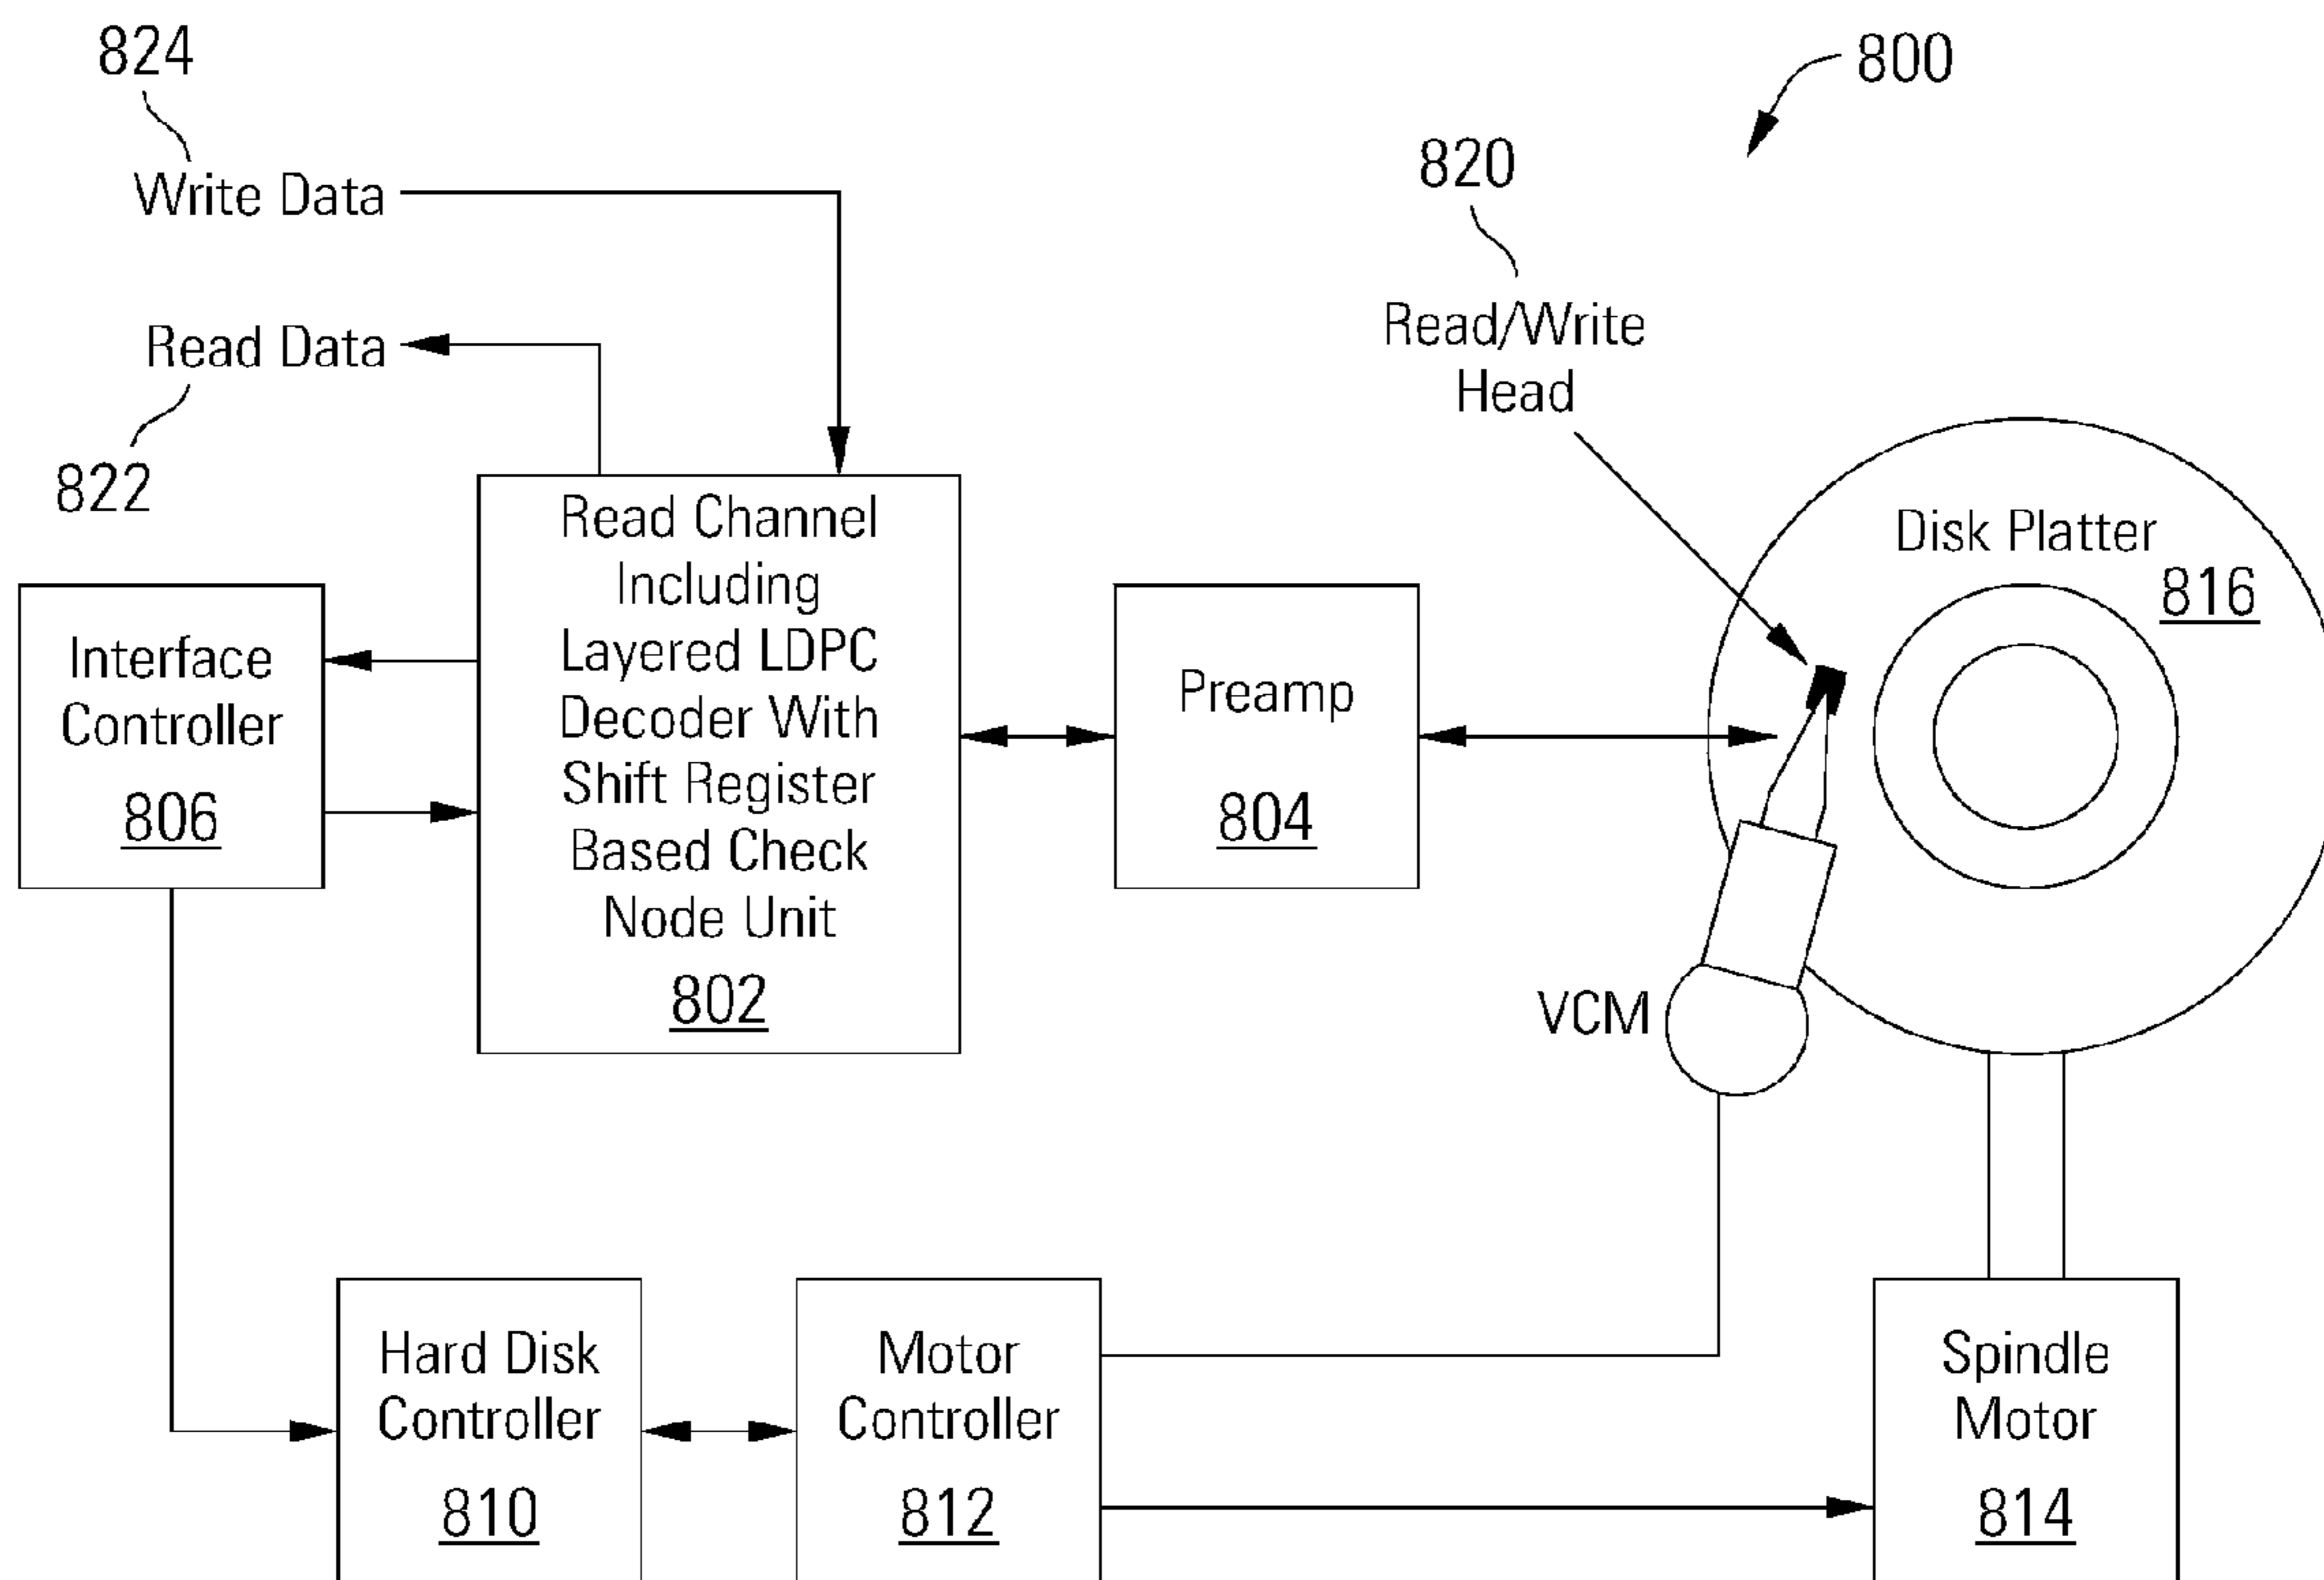 824
800
Write Data
820
Read/Write
Head
Read Data
822
Disk Platter
816
Read Channel
Including
Layered LDPC
Decoder With
Shift Register
Based Check
Node Unit
802
Interface
Controller
806
Preamp
804
VCM
Hard Disk
Controller
810
Motor
Controller
812
Spindle
Motor
814